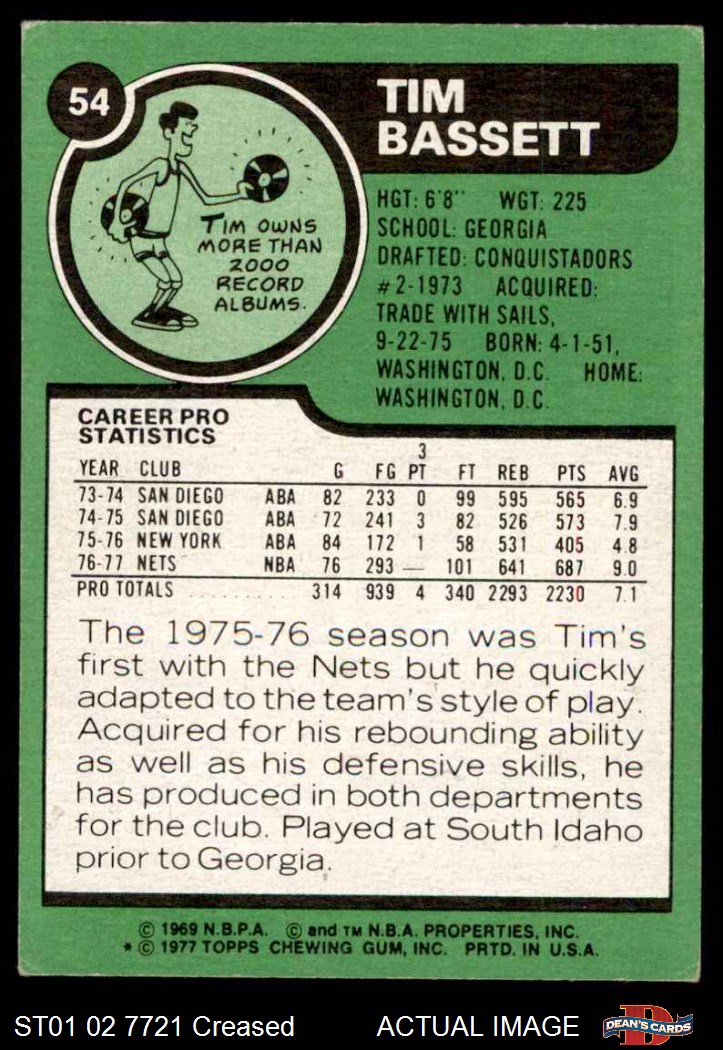 54
TIM
BASSETT
TIM OWNS
MORE THAN
2000
RECORD
ALBUMS.
HGT: 6'8" WGT: 225
SCHOOL: GEORGIA
DRAFTED: CONQUISTADORS
#2-1973 ACQUIRED:
TRADE WITH SAILS,
9-22-75 BORN: 4-1-51,
WASHINGTON, D.C. HOME:
WASHINGTON, D.C.
CAREER PRO
STATISTICS
3
YEAR CLUB G FG PT FT REB PTS AVG
73-74 SAN DIEGO ABA 82 233 0 99 595 565 6.9
74-75 SAN DIEGO ABA 72 241 3 82 526 573 7.9
75-76 NEW YORK ABA 84 172 1 58 531 405 4.8
76-77 NETS NBA 76 293 — 101 641 687 9.0
PRO TOTALS .......... 314 939 4 340 2293 2230 7.1
The 1975-76 season was Tim's
first with the Nets but he quickly
adapted to the team's style of play.
Acquired for his rebounding ability
as well as his defensive skills, he
has produced in both departments
for the club. Played at South Idaho
prior to Georgia.
© 1969 N.B.P.A. © and TM N.B.A. PROPERTIES, INC.
* © 1977 TOPPS CHEWING GUM, INC. PRTD. IN U.S.A.
ST01 02 7721 Creased ACTUAL IMAGE DEAN'S CARDS